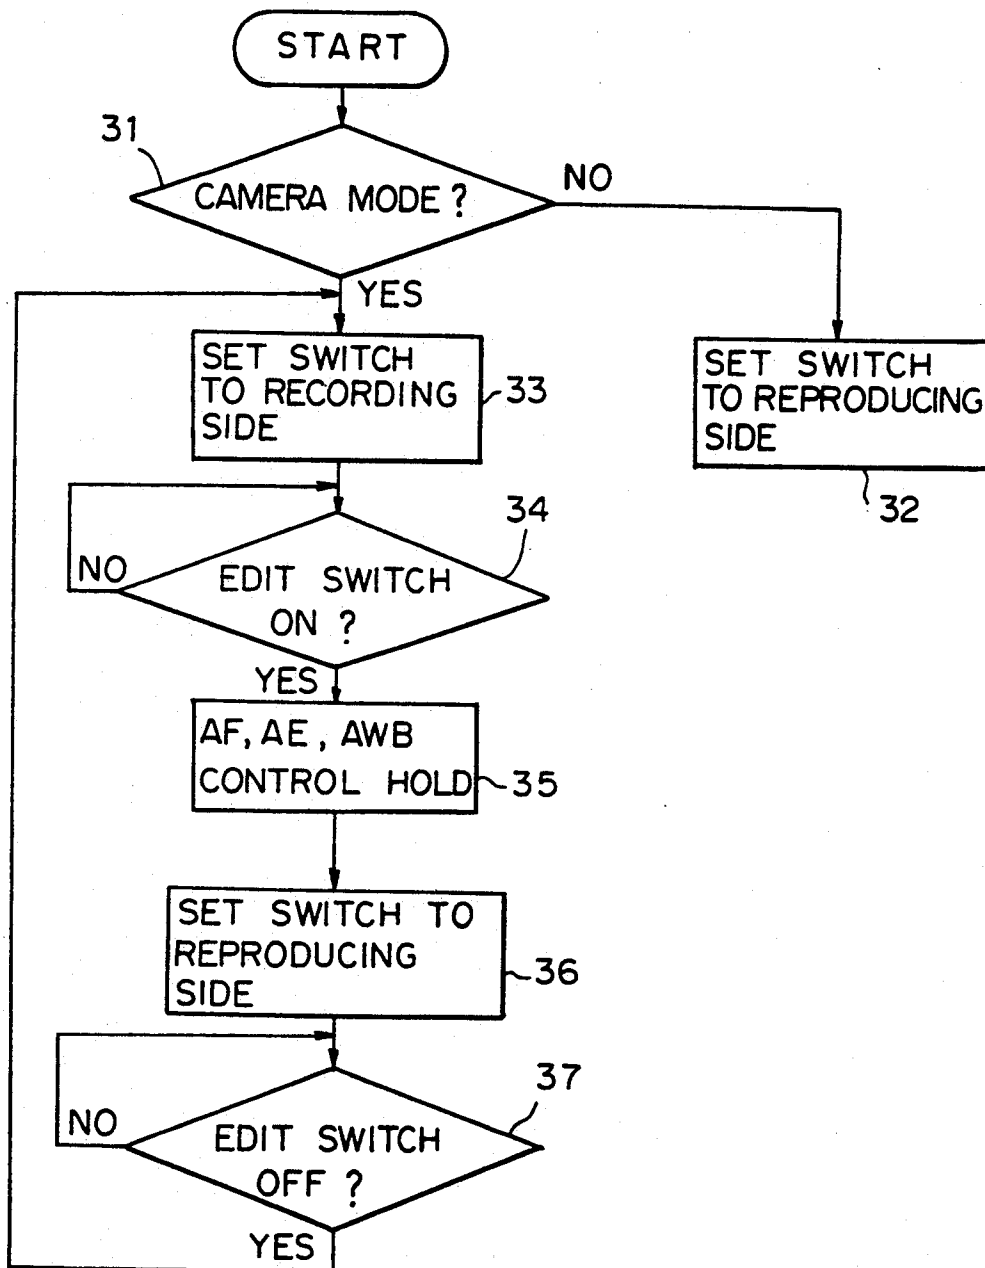 START
31
CAMERA MODE?
NO
YES
SET SWITCH
TO RECORDING
SIDE
33
SET SWITCH
TO REPRODUCING
SIDE
32
34
NO
EDIT SWITCH
ON ?
YES
AF, AE, AWB
CONTROL HOLD
35
SET SWITCH TO
REPRODUCING
SIDE
36
37
NO
EDIT SWITCH
OFF ?
YES